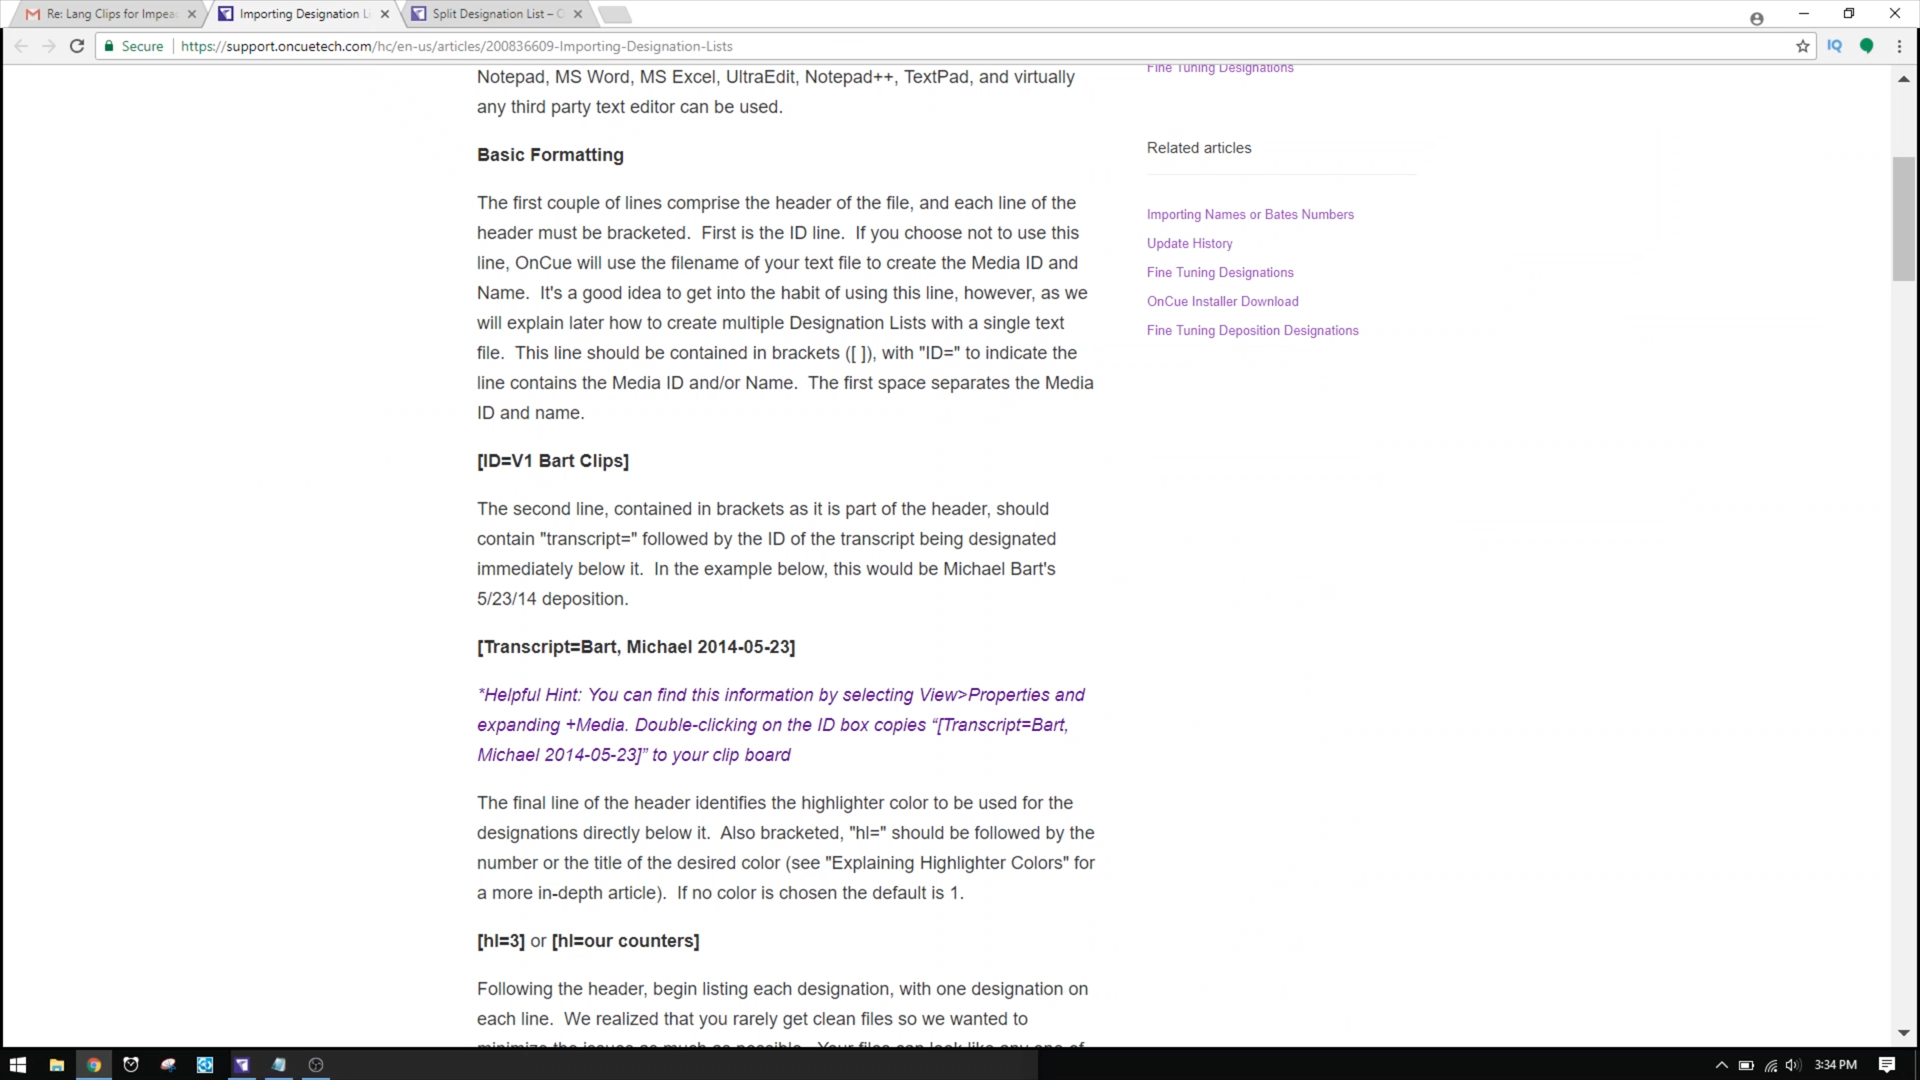 Re: Lang Clips for Impea
Importing Designation Li
Split Designation List – O
Secure
https://support.oncuetech.com/hc/en-us/articles/200836609-Importing-Designation-Lists
IQ
Notepad, MS Word, MS Excel, UltraEdit, Notepad++, TextPad, and virtually
any third party text editor can be used.
Basic Formatting
The first couple of lines comprise the header of the file, and each line of the
header must be bracketed.  First is the ID line.  If you choose not to use this
line, OnCue will use the filename of your text file to create the Media ID and
Name.  It's a good idea to get into the habit of using this line, however, as we
will explain later how to create multiple Designation Lists with a single text
file.  This line should be contained in brackets ([ ]), with "ID=" to indicate the
line contains the Media ID and/or Name.  The first space separates the Media
ID and name.
[ID=V1 Bart Clips]
The second line, contained in brackets as it is part of the header, should
contain "transcript=" followed by the ID of the transcript being designated
immediately below it.  In the example below, this would be Michael Bart's
5/23/14 deposition.
[Transcript=Bart, Michael 2014-05-23]
*Helpful Hint: You can find this information by selecting View>Properties and
expanding +Media. Double-clicking on the ID box copies “[Transcript=Bart,
Michael 2014-05-23]” to your clip board
The final line of the header identifies the highlighter color to be used for the
designations directly below it.  Also bracketed, "hl=" should be followed by the
number or the title of the desired color (see "Explaining Highlighter Colors" for
a more in-depth article).  If no color is chosen the default is 1.
[hl=3] or [hl=our counters]
Following the header, begin listing each designation, with one designation on
each line.  We realized that you rarely get clean files so we wanted to
minimize the issues as much as possible.  Your files can look like any one of
Fine Tuning Designations
Related articles
Importing Names or Bates Numbers
Update History
Fine Tuning Designations
OnCue Installer Download
Fine Tuning Deposition Designations
3:34 PM